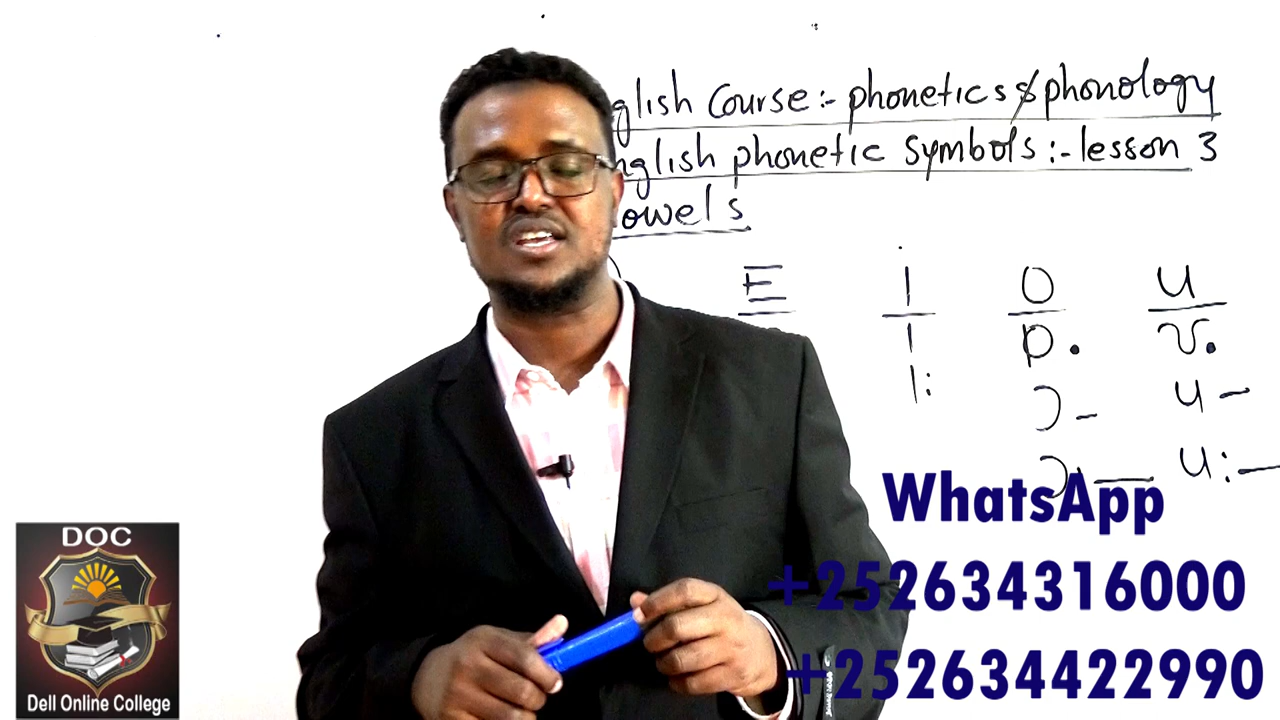 glish Course:- phonetics & phonology
nglish phonetic symbols:- lesson 3
owels
E I O U
I ɒ. ʊ.
I: ɔ - u -
u: -
WhatsApp
+252634316000
+252634422990
DOC
Dell Online College